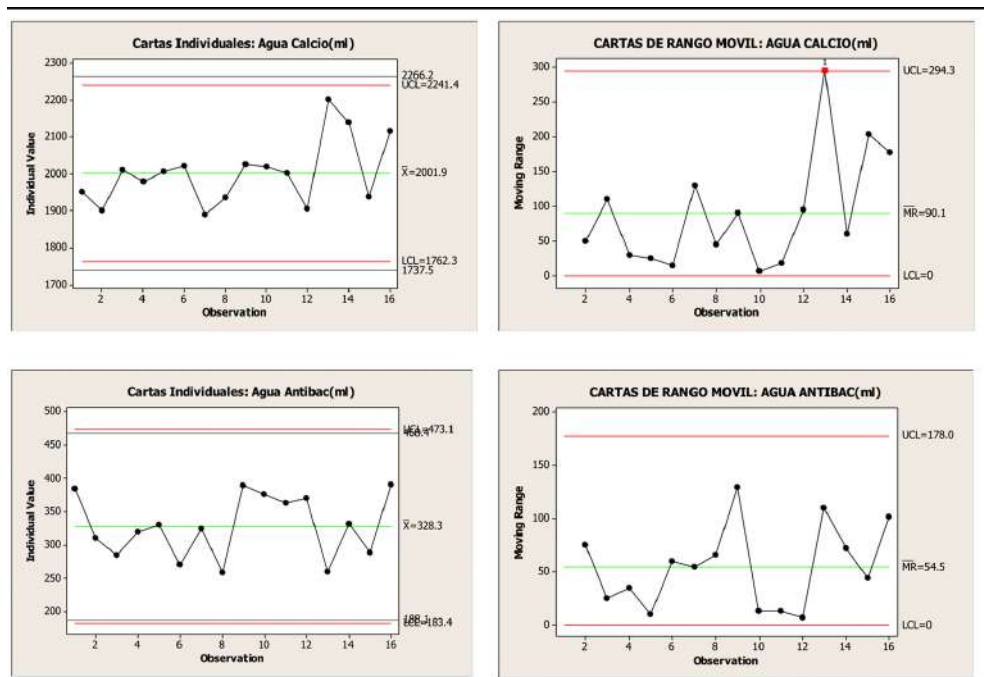 Cartas Individuales: Agua Calcio(ml)
Individual Value
2300
2200
2100
2000
1900
1800
1700
2266.2
UCL=2241.4
X=2001.9
LCL=1762.3
1737.5
2 4 6 8 10 12 14 16
Observation
CARTAS DE RANGO MOVIL: AGUA CALCIO(ml)
Moving Range
300
250
200
150
100
50
0
1
UCL=294.3
MR=90.1
LCL=0
2 4 6 8 10 12 14 16
Observation
Cartas Individuales: Agua Antibac(ml)
Individual Value
500
450
400
350
300
250
200
UCL=473.1
X=328.3
LCL=183.4
2 4 6 8 10 12 14 16
Observation
CARTAS DE RANGO MOVIL: AGUA ANTIBAC(ml)
Moving Range
200
150
100
50
0
UCL=178.0
MR=54.5
LCL=0
2 4 6 8 10 12 14 16
Observation